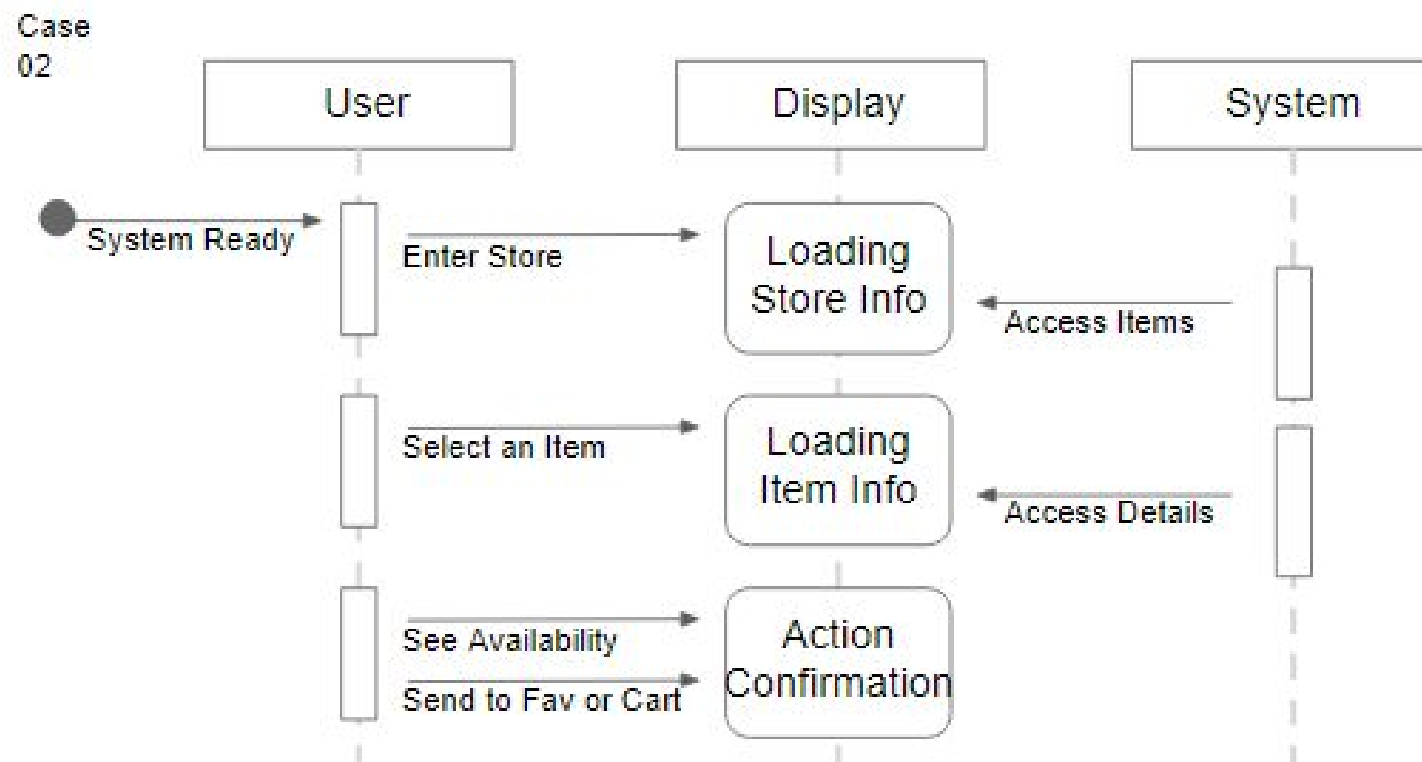 Case
02
User
Display
System
System Ready
Enter Store
Loading
Store Info
Access Items
Select an Item
Loading
Item Info
Access Details
See Availability
Action
Confirmation
Send to Fav or Cart